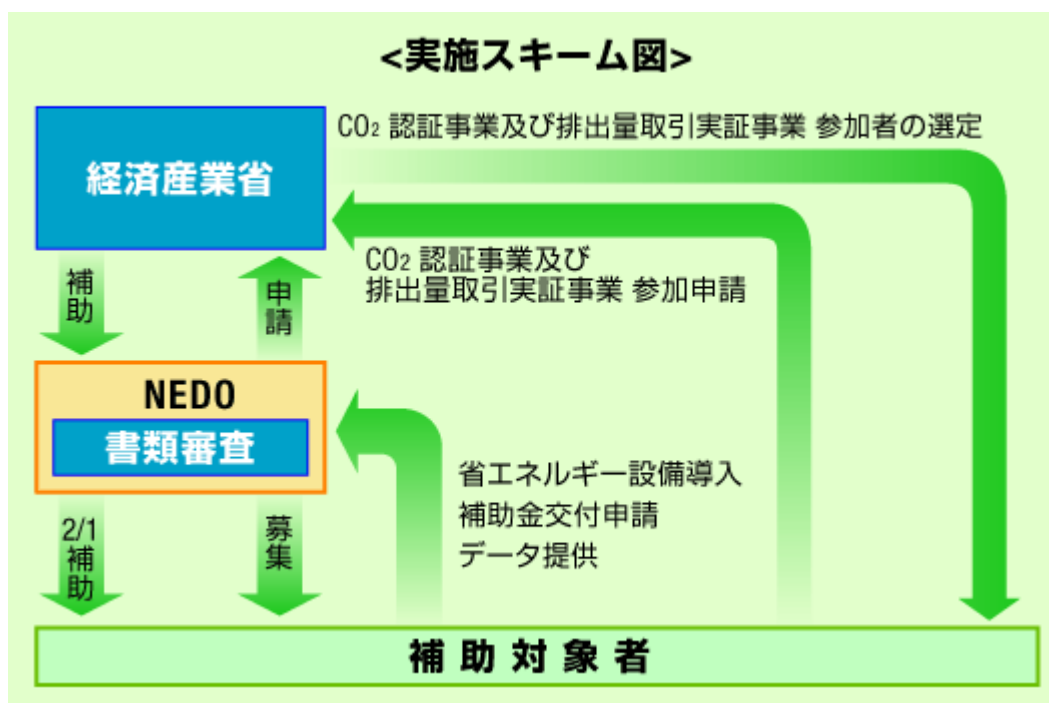 <実施スキーム図>
CO₂ 認証事業及び排出量取引実証事業 参加者の選定
経済産業省
CO₂ 認証事業及び
排出量取引実証事業 参加申請
補助
申請
NEDO
書類審査
省エネルギー設備導入
補助金交付申請
データ提供
2/1
補助
募集
補助対象者